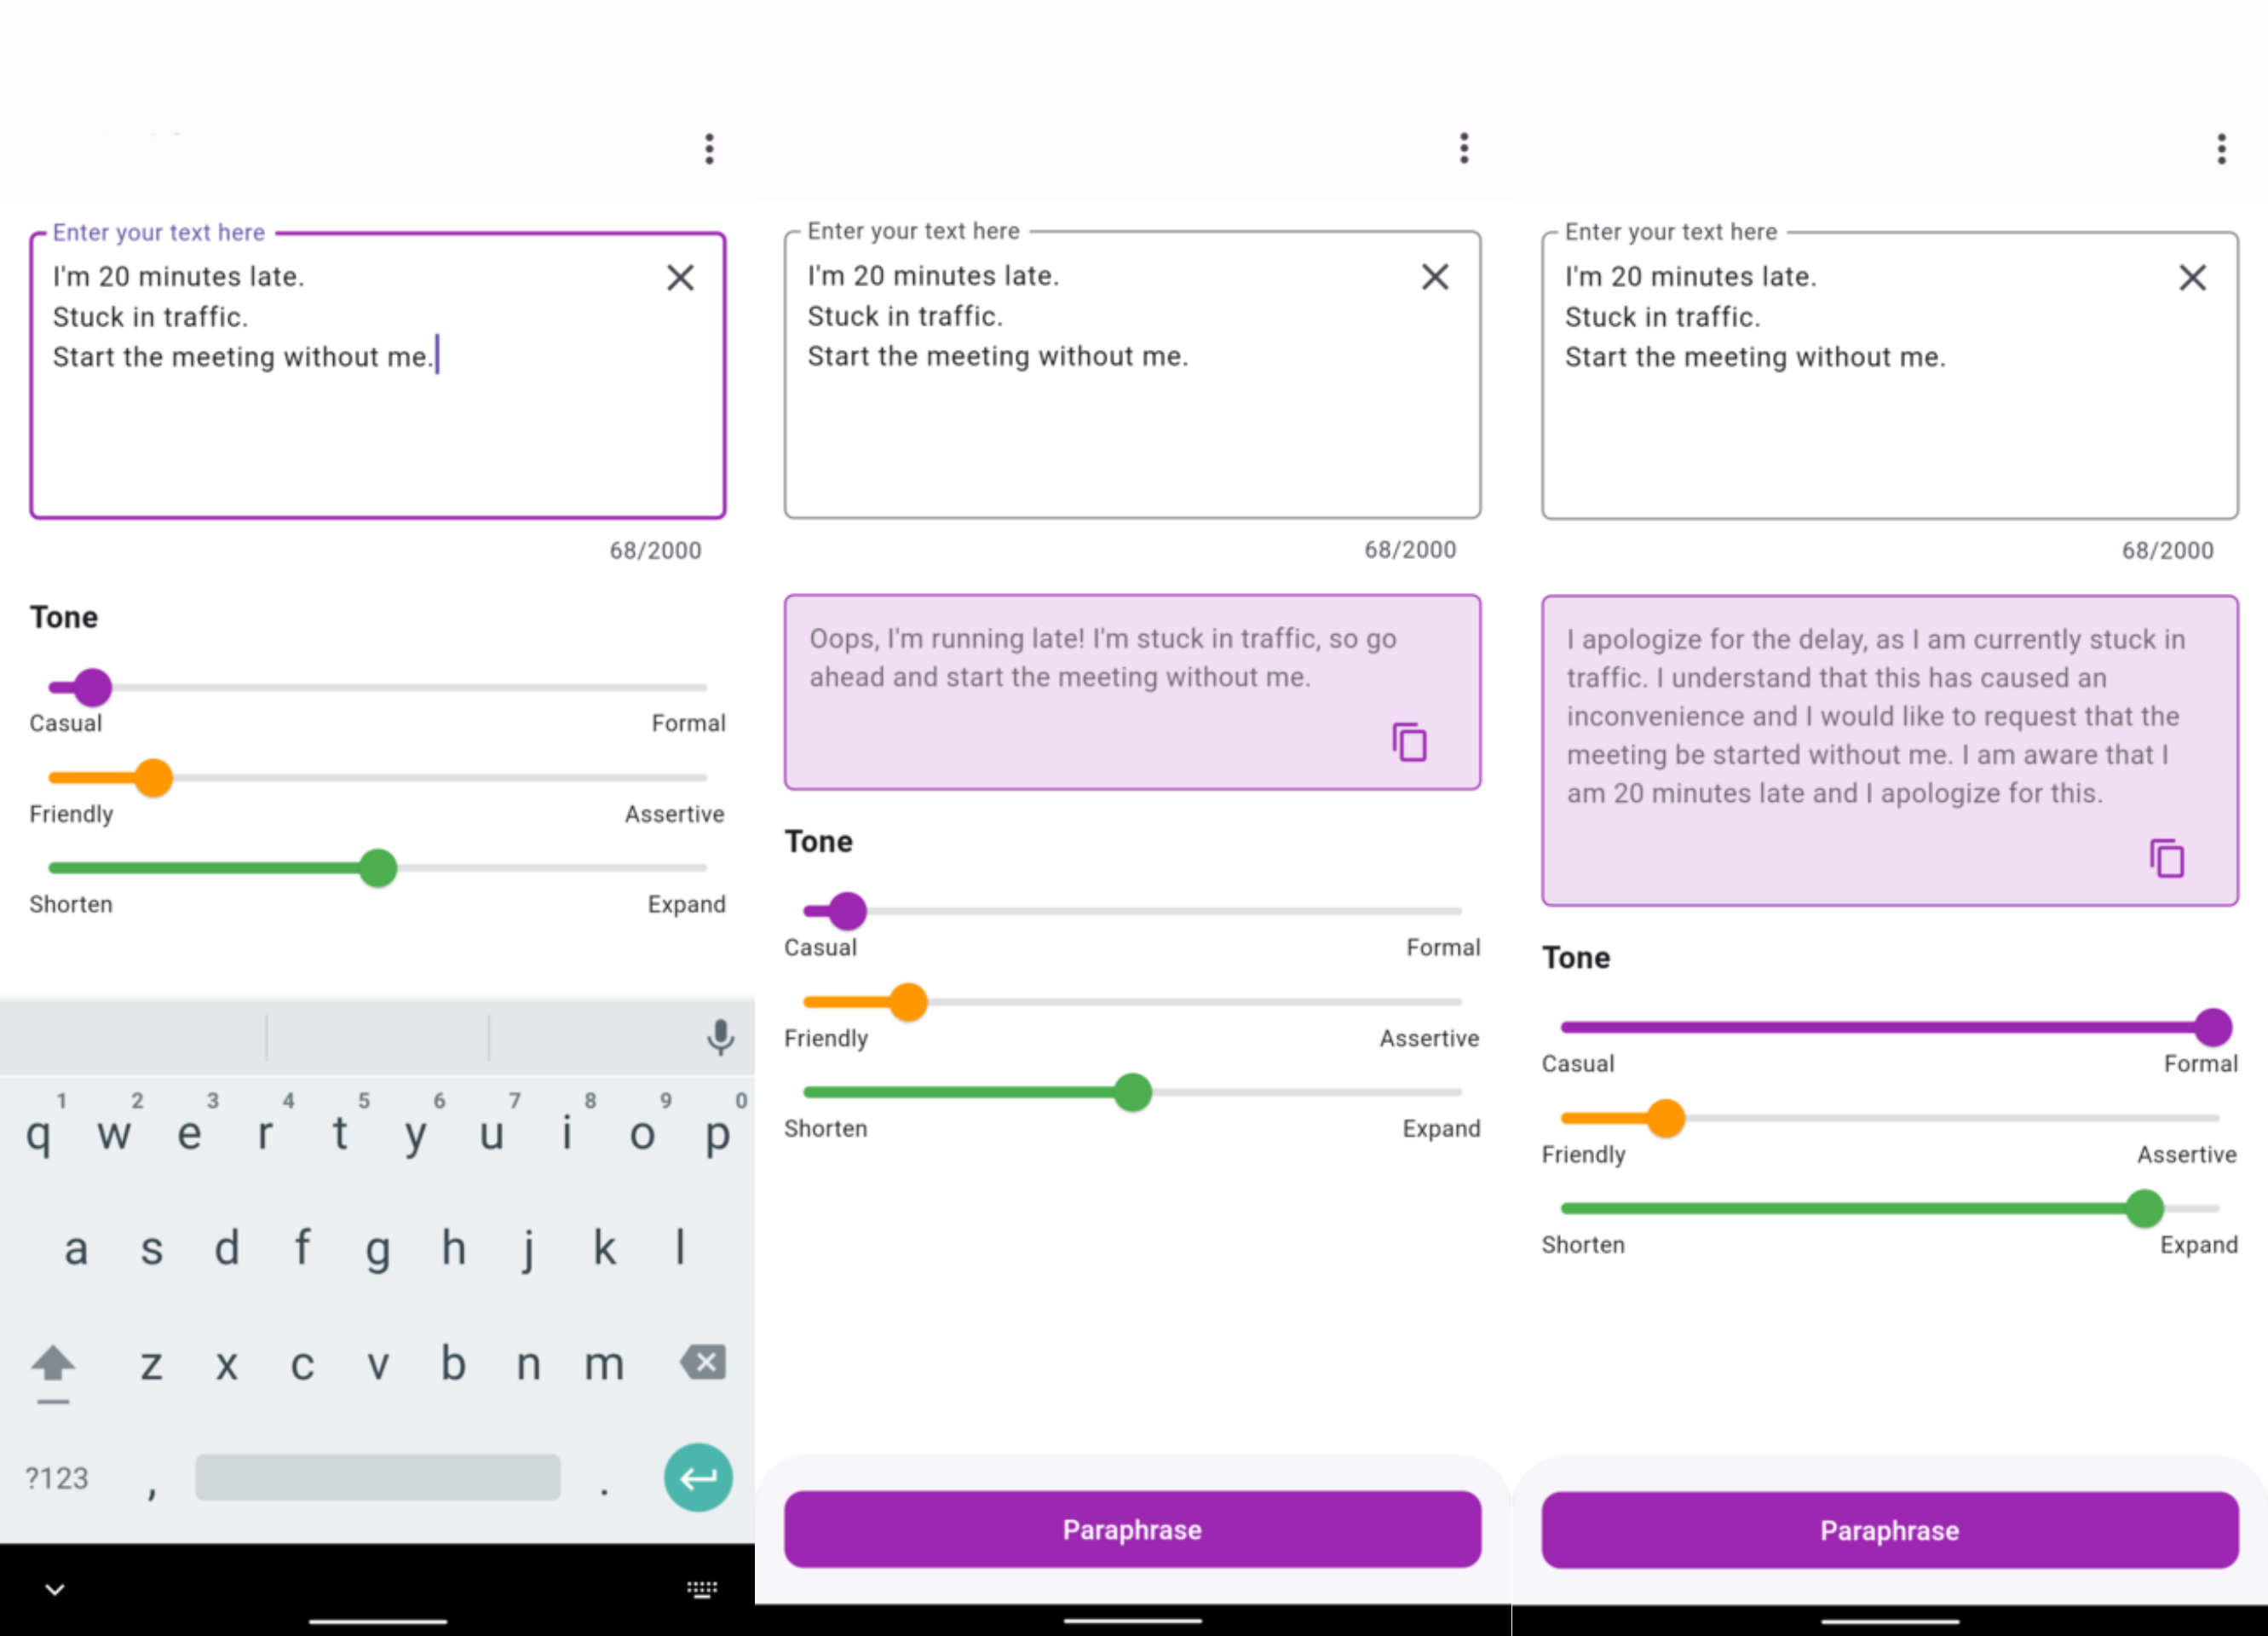 Enter your text here
I'm 20 minutes late.
Stuck in traffic.
Start the meeting without me.
68/2000
Tone
Casual Formal
Friendly Assertive
Shorten Expand
1 2 3 4 5 6 7 8 9 0
q w e r t y u i o p
a s d f g h j k l
z x c v b n m
?123 , .
Enter your text here
I'm 20 minutes late.
Stuck in traffic.
Start the meeting without me.
68/2000
Oops, I'm running late! I'm stuck in traffic, so go
ahead and start the meeting without me.
Tone
Casual Formal
Friendly Assertive
Shorten Expand
Paraphrase
Enter your text here
I'm 20 minutes late.
Stuck in traffic.
Start the meeting without me.
68/2000
I apologize for the delay, as I am currently stuck in
traffic. I understand that this has caused an
inconvenience and I would like to request that the
meeting be started without me. I am aware that I
am 20 minutes late and I apologize for this.
Tone
Casual Formal
Friendly Assertive
Shorten Expand
Paraphrase